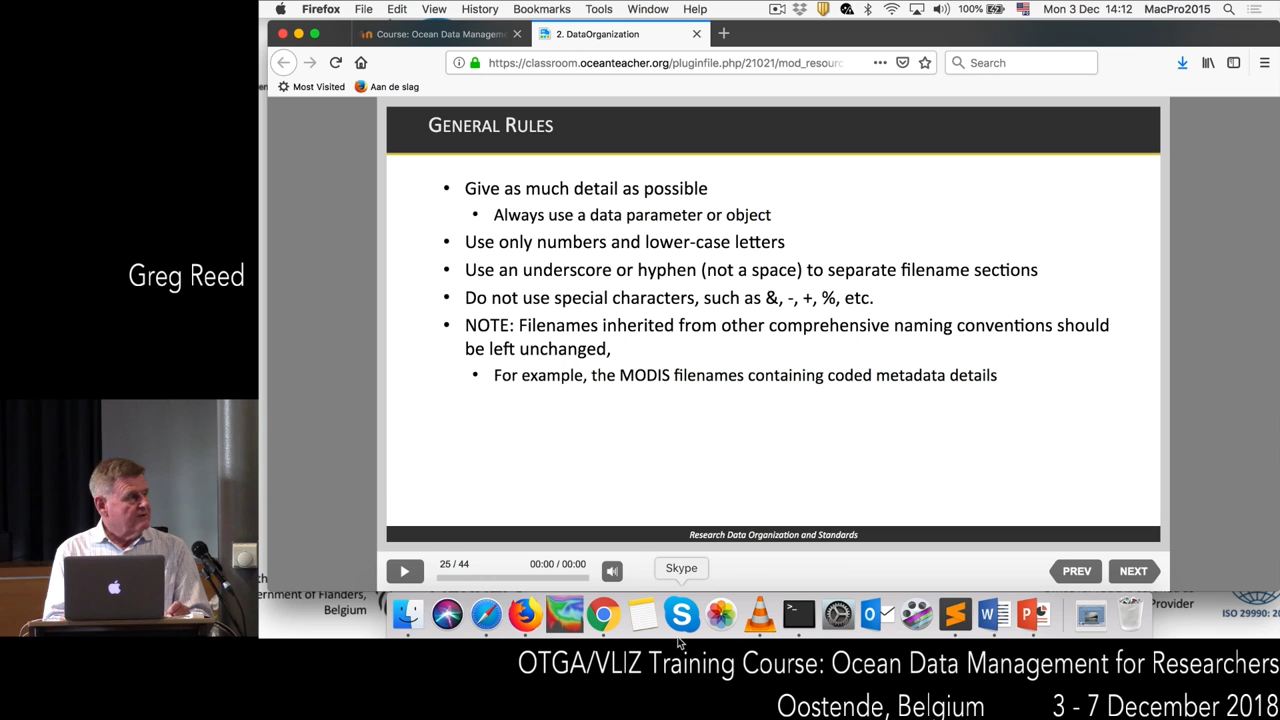 Firefox File Edit View History Bookmarks Tools Window Help 100% Mon 3 Dec 14:12 MacPro2015
Course: Ocean Data Manageme
2. DataOrganization
https://classroom.oceanteacher.org/pluginfile.php/21021/mod_resourc
Search
Most Visited Aan de slag
GENERAL RULES
• Give as much detail as possible
• Always use a data parameter or object
• Use only numbers and lower-case letters
• Use an underscore or hyphen (not a space) to separate filename sections
• Do not use special characters, such as &, -, +, %, etc.
• NOTE: Filenames inherited from other comprehensive naming conventions should
be left unchanged,
• For example, the MODIS filenames containing coded metadata details
Research Data Organization and Standards
25 / 44 00:00 / 00:00
PREV NEXT
Skype
Greg Reed
ernment of Flanders,
Belgium
Provider
ISO 29990:
OTGA/VLIZ Training Course: Ocean Data Management for Researchers
Oostende, Belgium 3 - 7 December 2018